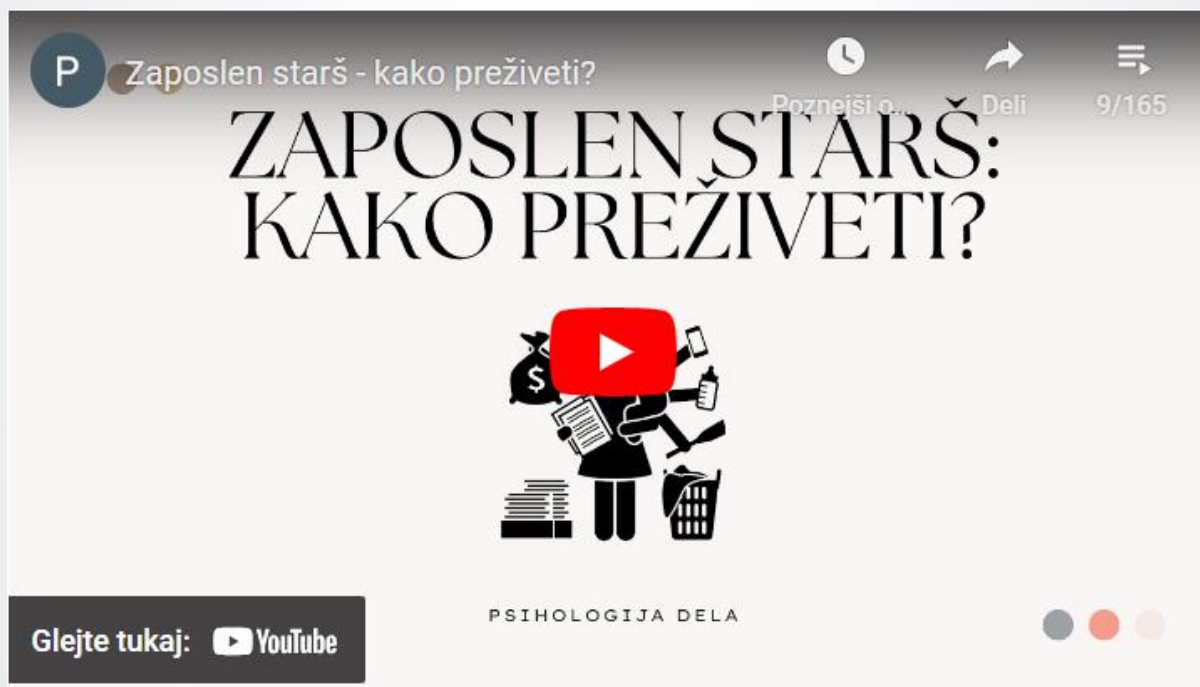 P
Zaposlen starš - kako preživeti?
Poznejši o...
Deli
9/165
ZAPOSLEN STARŠ:
KAKO PREŽIVETI?
$
PSIHOLOGIJA DELA
Glejte tukaj: YouTube